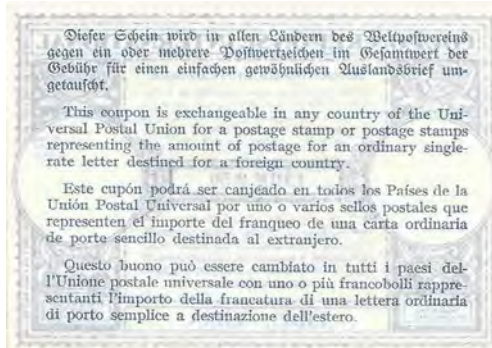 Dieser Schein wird in allen Ländern des Weltpostvereins
gegen ein oder mehrere Postwertzeichen im Gesamtwert der
Gebühr für einen einfachen gewöhnlichen Auslandsbrief um-
getauscht.
This coupon is exchangeable in any country of the Uni-
versal Postal Union for a postage stamp or postage stamps
representing the amount of postage for an ordinary single-
rate letter destined for a foreign country.
Este cupón podrá ser canjeado en todos los Países de la
Unión Postal Universal por uno o varios sellos postales que
representen el importe del franqueo de una carta ordinaria
de porte sencillo destinada al extranjero.
Questo buono può essere cambiato in tutti i paesi del-
l'Unione postale universale con uno o più francobolli rappre-
sentanti l'importo della francatura di una lettera ordinaria
di porto semplice a destinazione dell'estero.